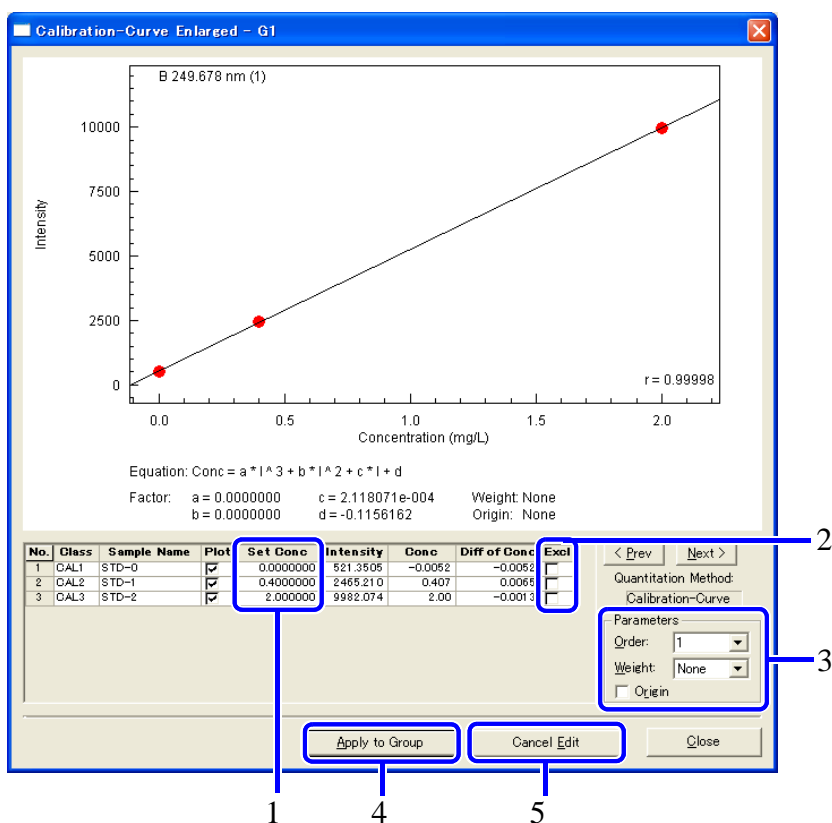 Calibration-Curve Enlarged - G1
B 249.678 nm (1)
10000
7500
5000
2500
0
Intensity
r = 0.99998
0.0 0.5 1.0 1.5 2.0
Concentration (mg/L)
Equation: Conc = a * I ^ 3 + b * I ^ 2 + c * I + d
Factor: a = 0.0000000 c = 2.118071e-004 Weight: None
b = 0.0000000 d = -0.1156162 Origin: None
No. Class Sample Name Plot Set Conc Intensity Conc Diff of Conc Excl
1 CAL1 STD-0 0.0000000 521.3505 -0.0052 -0.0052
2 CAL2 STD-1 0.4000000 2465.210 0.407 0.0065
3 CAL3 STD-2 2.000000 9982.074 2.00 -0.0013
< Prev Next >
Quantitation Method:
Calibration-Curve
Parameters
Order: 1
Weight: None
Origin
Apply to Group Cancel Edit Close
2
3
1 4 5